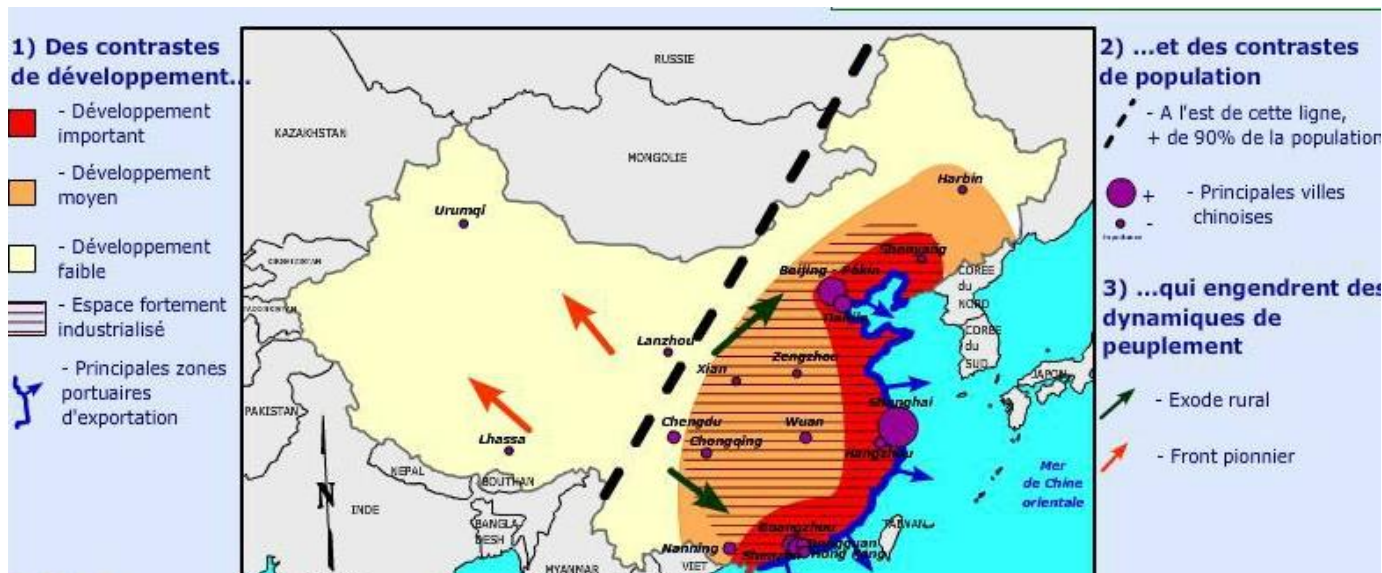 1) Des contrastes
de développement...
- Développement
important
- Développement
moyen
- Développement
faible
- Espace fortement
industrialisé
- Principales zones
portuaires
d'exportation
RUSSIE
KAZAKHSTAN
MONGOLIE
Harbin
Urumqi
Shenyang
Beijing - Pékin
COREE
du
NORD
COREE
du
SUD
JAPON
Lanzhou
Zengzhou
Xian
PAKISTAN
Shanghai
Chengdu
Wuan
Chongqing
Hangzhou
Lhassa
NEPAL
BOUTHAN
Mer
de Chine
orientale
N
INDE
BANGLA
DESH
TAIWAN
Guangzhou
Nanning
Hong Kong
VIET
MYANMAR
2) ...et des contrastes
de population
- A l'est de cette ligne,
+ de 90% de la population
+
- Principales villes
-
chinoises
3) ...qui engendrent des
dynamiques de
peuplement
- Exode rural
- Front pionnier